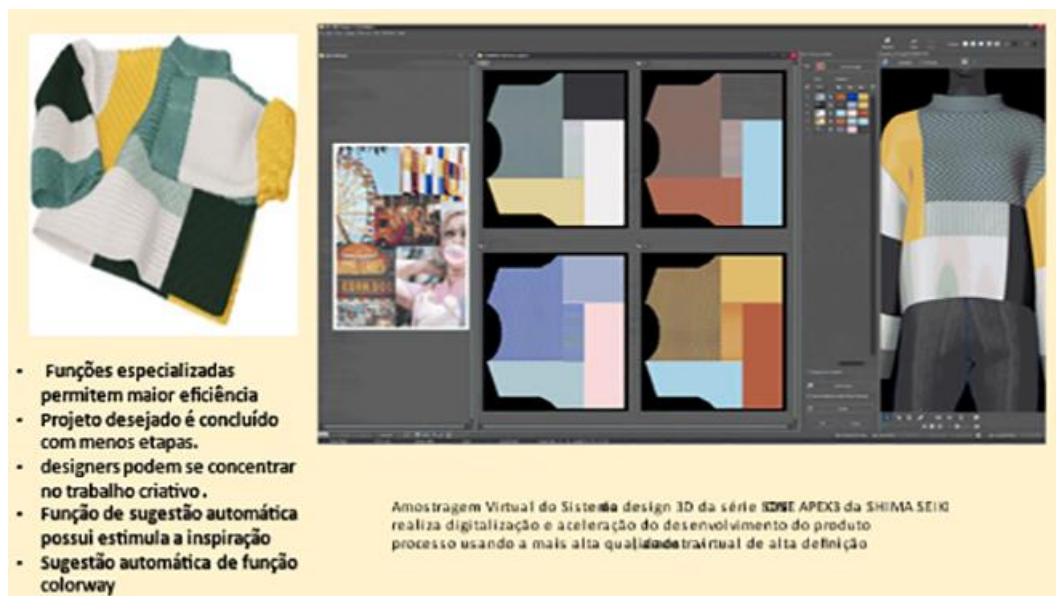 • Funções especializadas
permitem maior eficiência
• Projeto desejado é concluído
com menos etapas.
• designers podem se concentrar
no trabalho criativo.
• Função de sugestão automática
possui estimula a inspiração
• Sugestão automática de função
colorway
CORN DOG
Amostragem Virtual do Sistema de design 3D da série APEX3 da SHIMA SEIKI
realiza digitalização e aceleração do desenvolvimento do produto
processo usando a mais alta virtual de alta definição